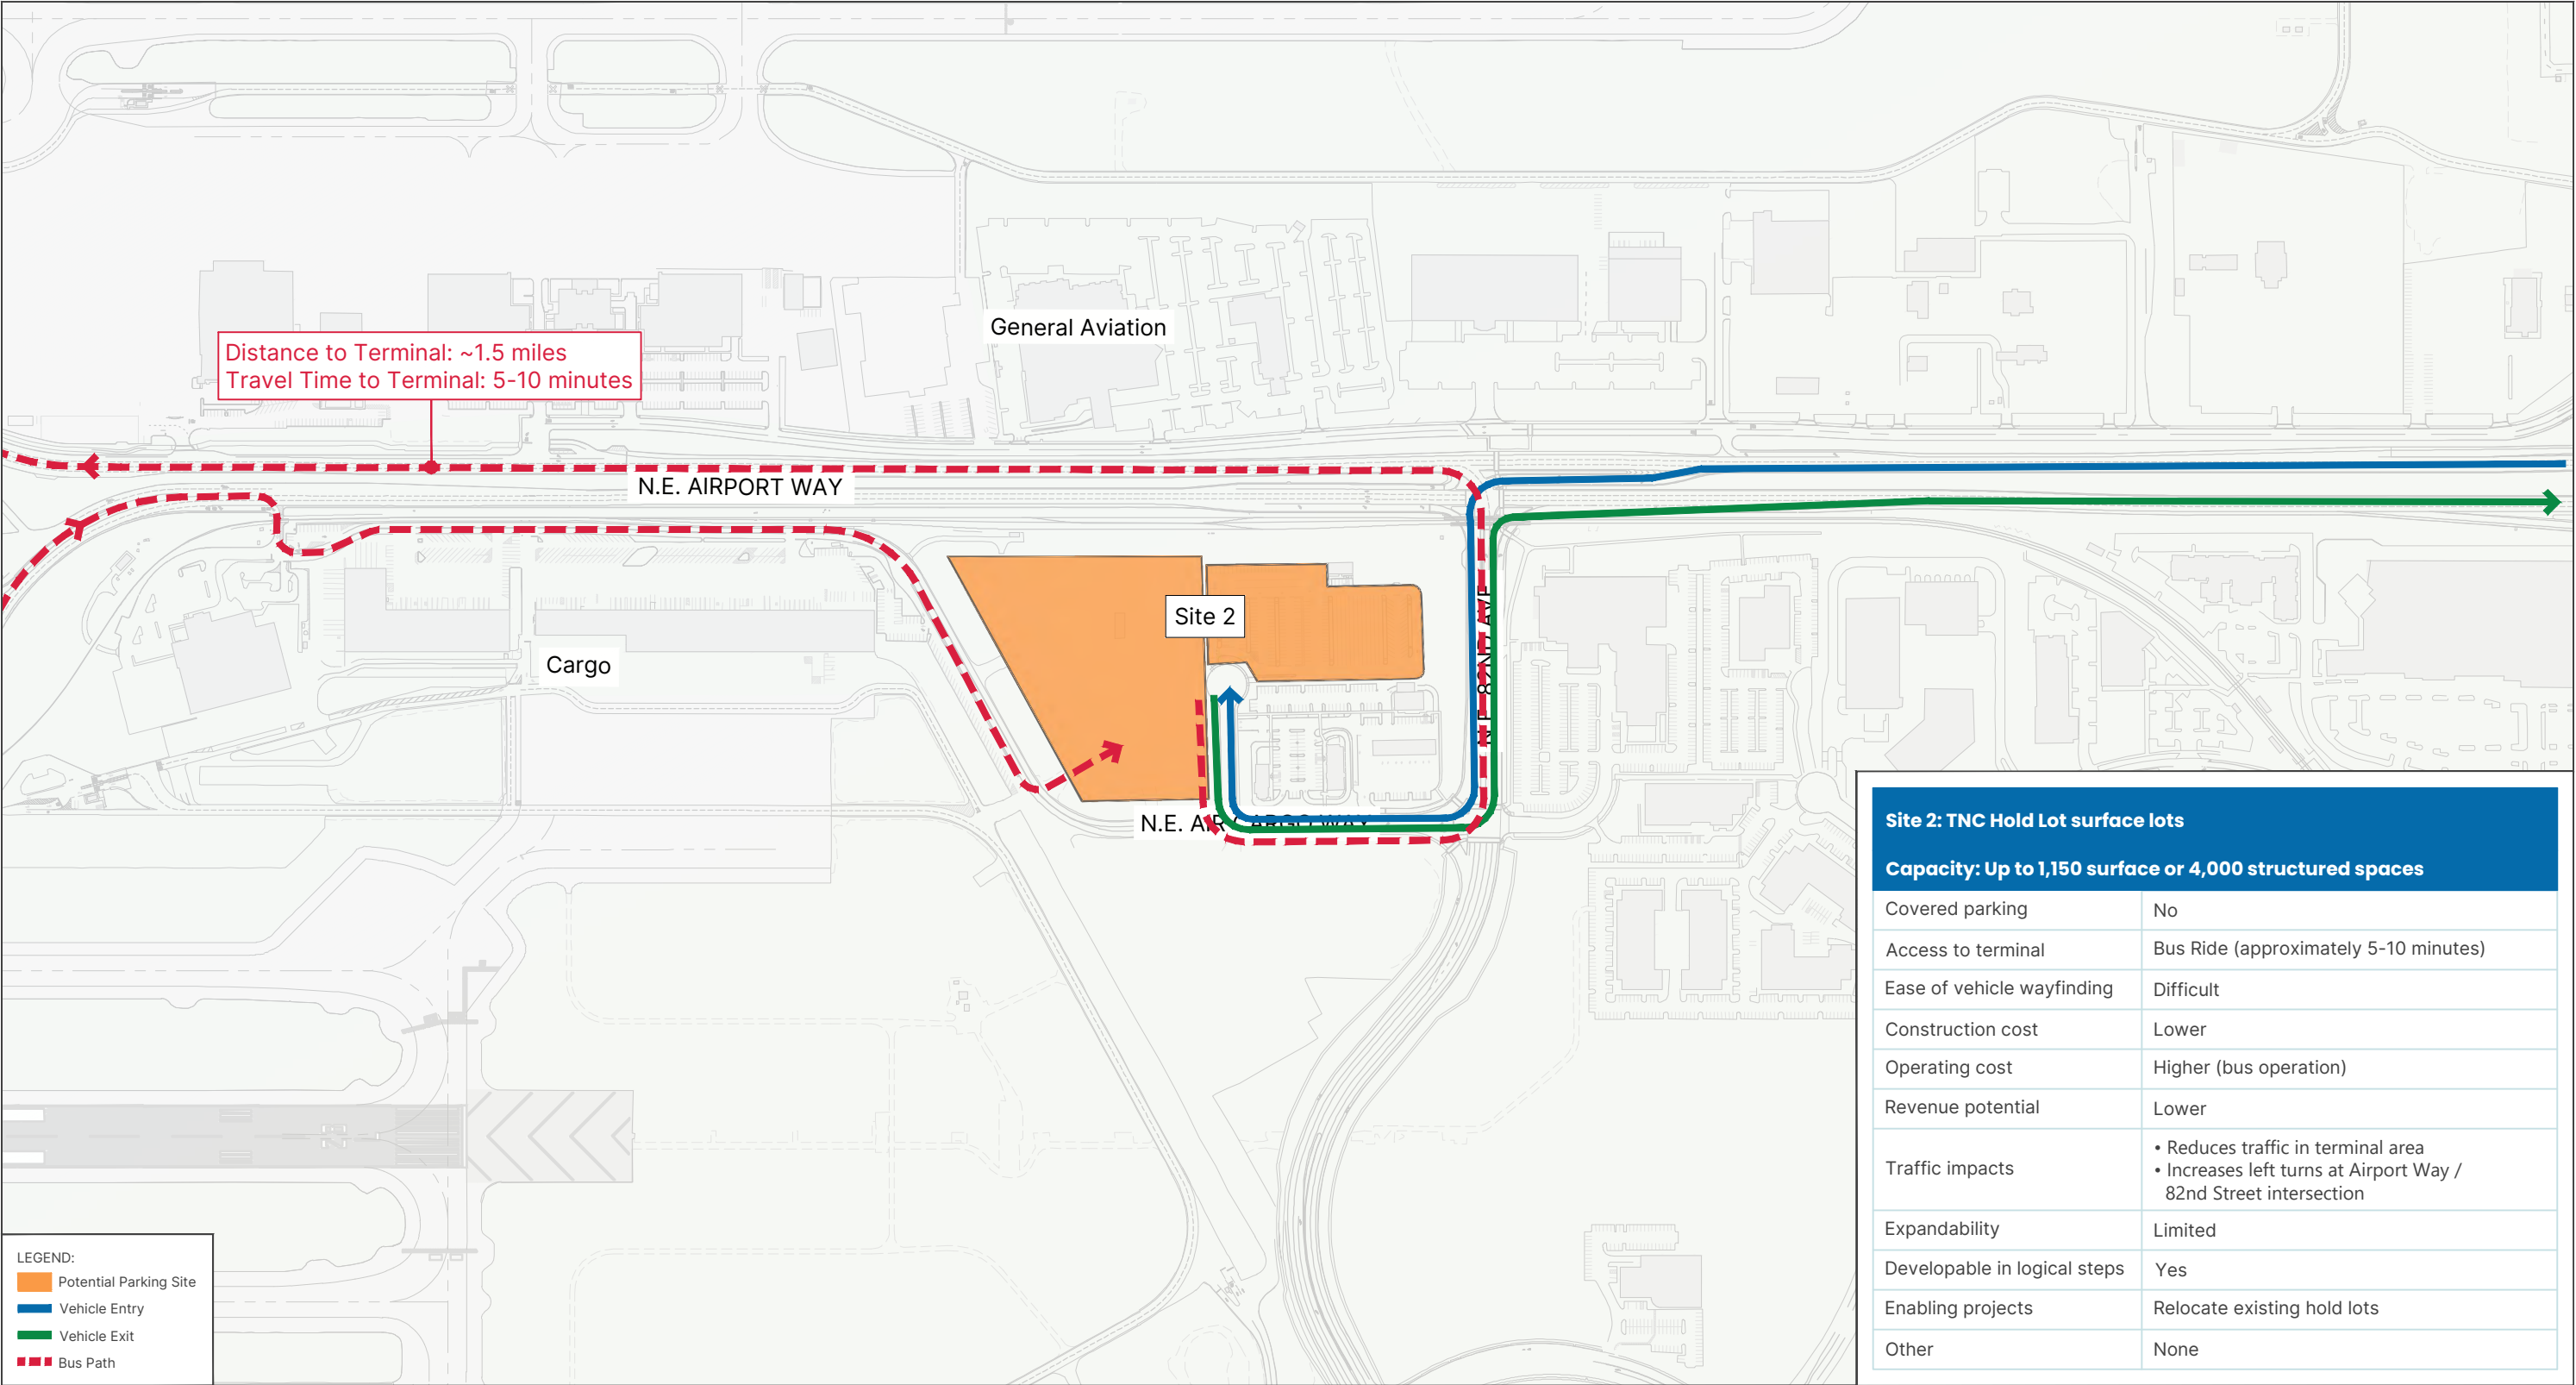 General Aviation
Distance to Terminal: ~1.5 miles
Travel Time to Terminal: 5-10 minutes
N.E. AIRPORT WAY
Site 2
N.E. 82ND AVE
Cargo
N.E. AIR CARGO WAY
Site 2: TNC Hold Lot surface lots
Capacity: Up to 1,150 surface or 4,000 structured spaces
Covered parking No
Access to terminal Bus Ride (approximately 5-10 minutes)
Ease of vehicle wayfinding Difficult
Construction cost Lower
Operating cost Higher (bus operation)
Revenue potential Lower
Traffic impacts • Reduces traffic in terminal area
• Increases left turns at Airport Way /
82nd Street intersection
Expandability Limited
Developable in logical steps Yes
Enabling projects Relocate existing hold lots
Other None
LEGEND:
Potential Parking Site
Vehicle Entry
Vehicle Exit
Bus Path